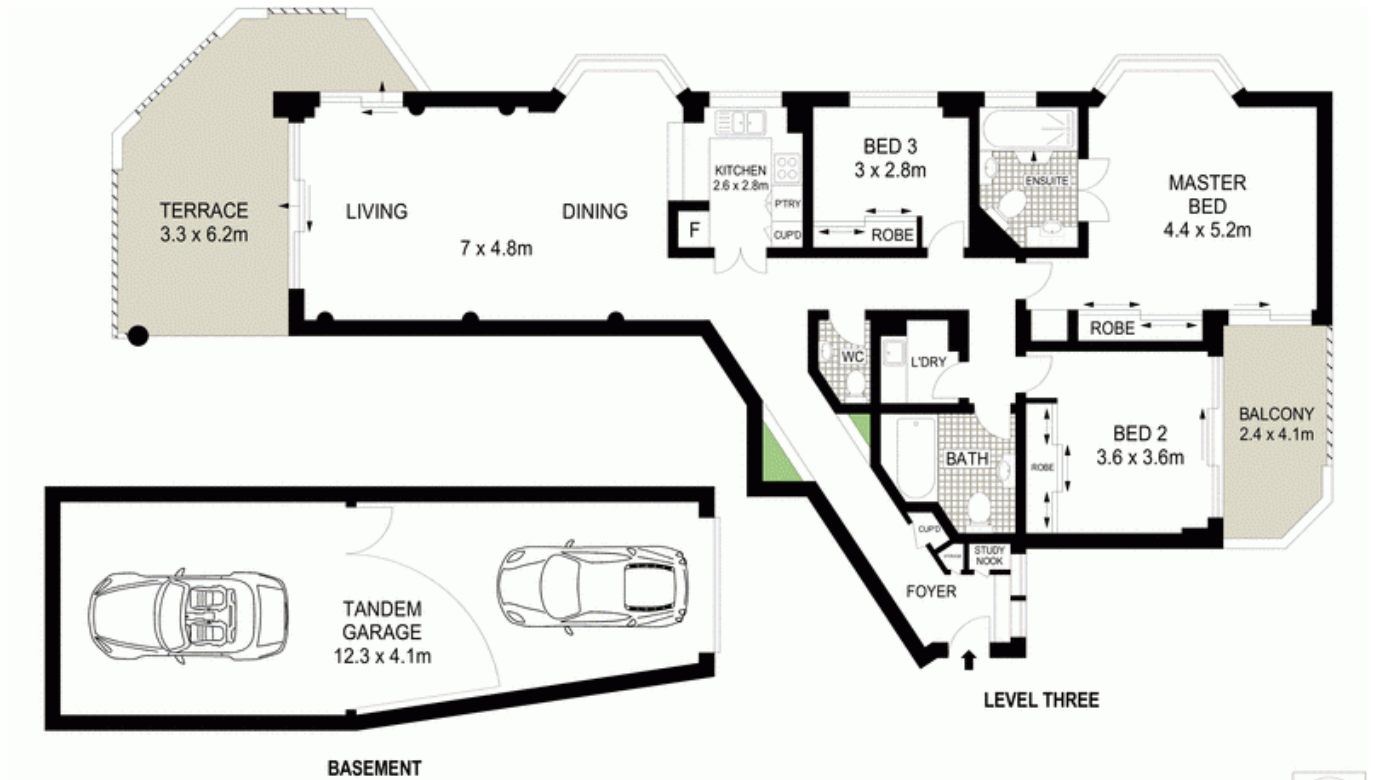 TERRACE
3.3 x 6.2m
LIVING
DINING
7 x 4.8m
KITCHEN
2.6 x 2.8m
P'TRY
CUP'D
F
BED 3
3 x 2.8m
ROBE
ENSUITE
MASTER
BED
4.4 x 5.2m
ROBE
WC
L'DRY
BATH
BED 2
3.6 x 3.6m
ROBE
BALCONY
2.4 x 4.1m
CUP'D
STUDY
NOOK
FOYER
LEVEL THREE
TANDEM
GARAGE
12.3 x 4.1m
BASEMENT